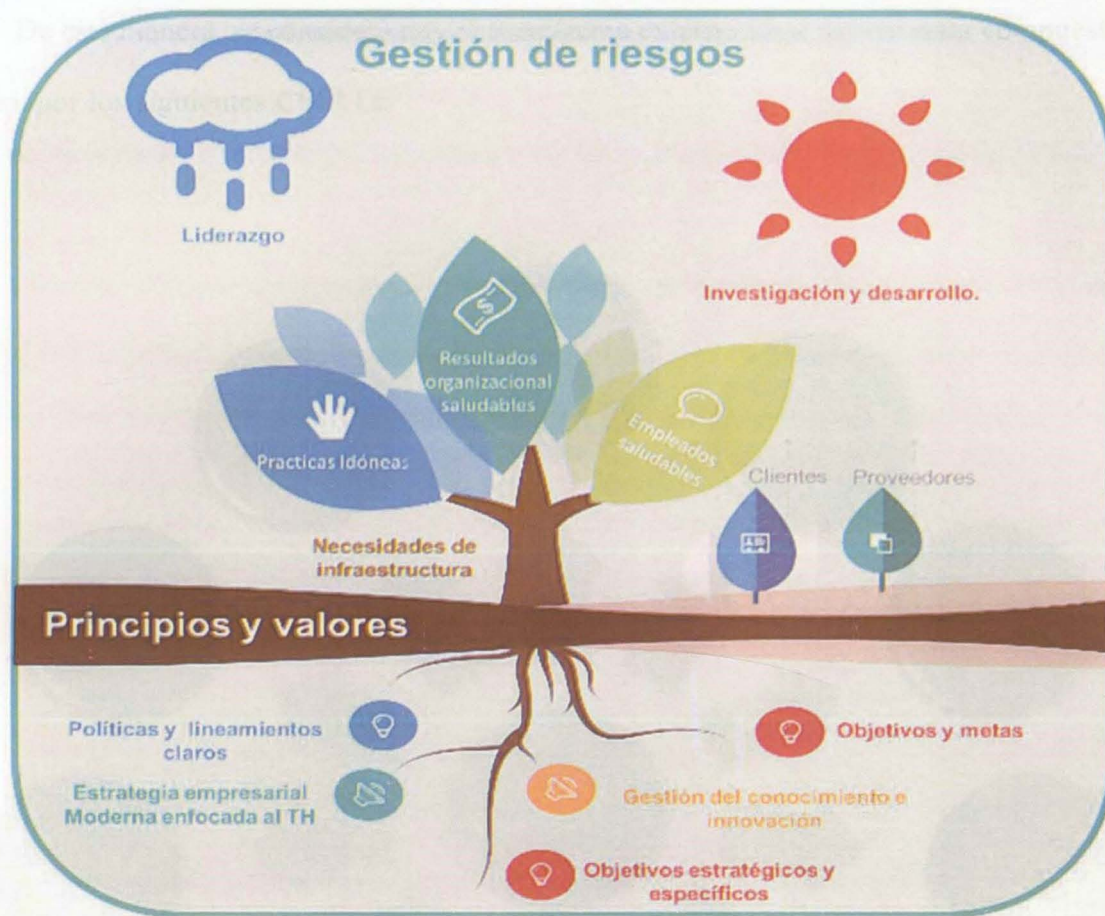 Gestión de riesgos
Liderazgo
Investigación y desarrollo.
Resultados
organizacional
saludables
Practicas Idóneas
Empleados
saludables
Clientes
Proveedores
Necesidades de
infraestructura
Principios y valores
Políticas y lineamientos
claros
Objetivos y metas
Estrategia empresarial
Moderna enfocada al TH
Gestión del conocimiento e
innovación
Objetivos estratégicos y
específicos